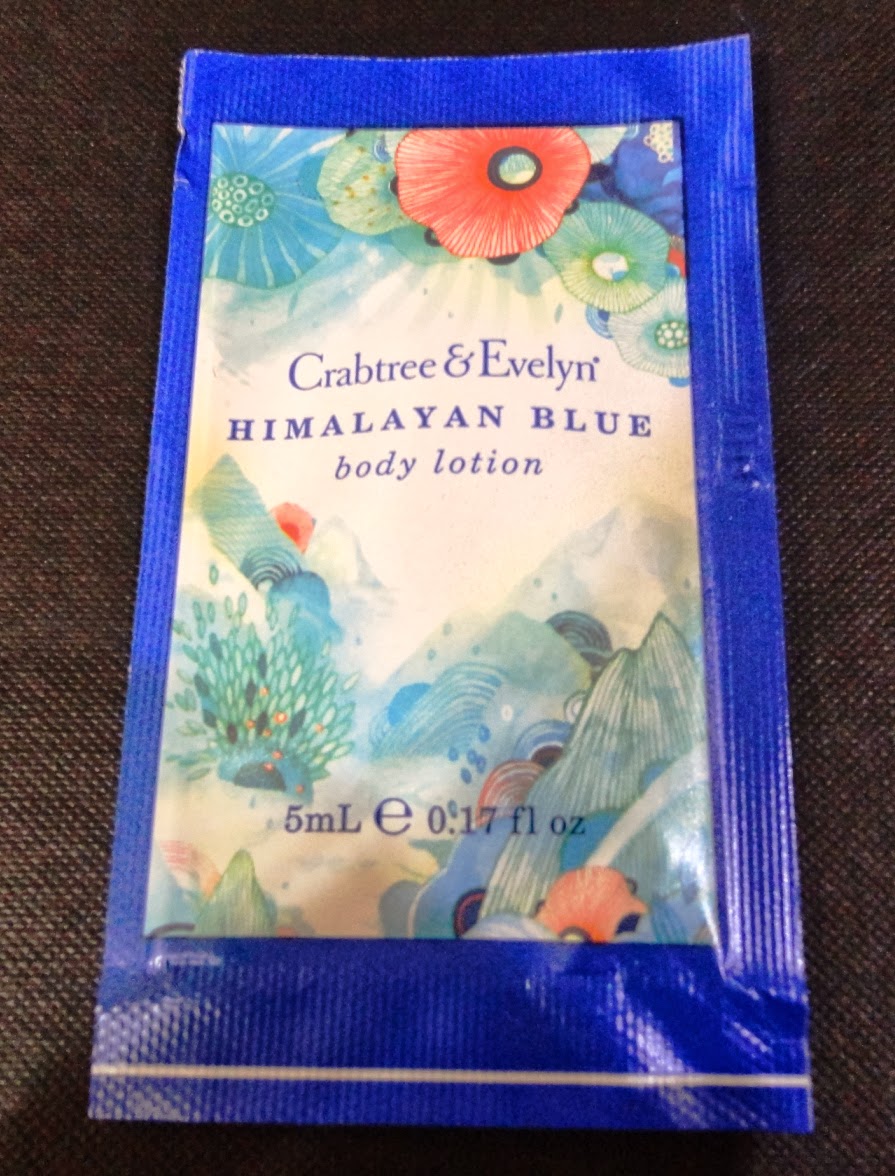 Crabtree & Evelyn®
HIMALAYAN BLUE
body lotion
5mL ℮ 0.17 fl oz